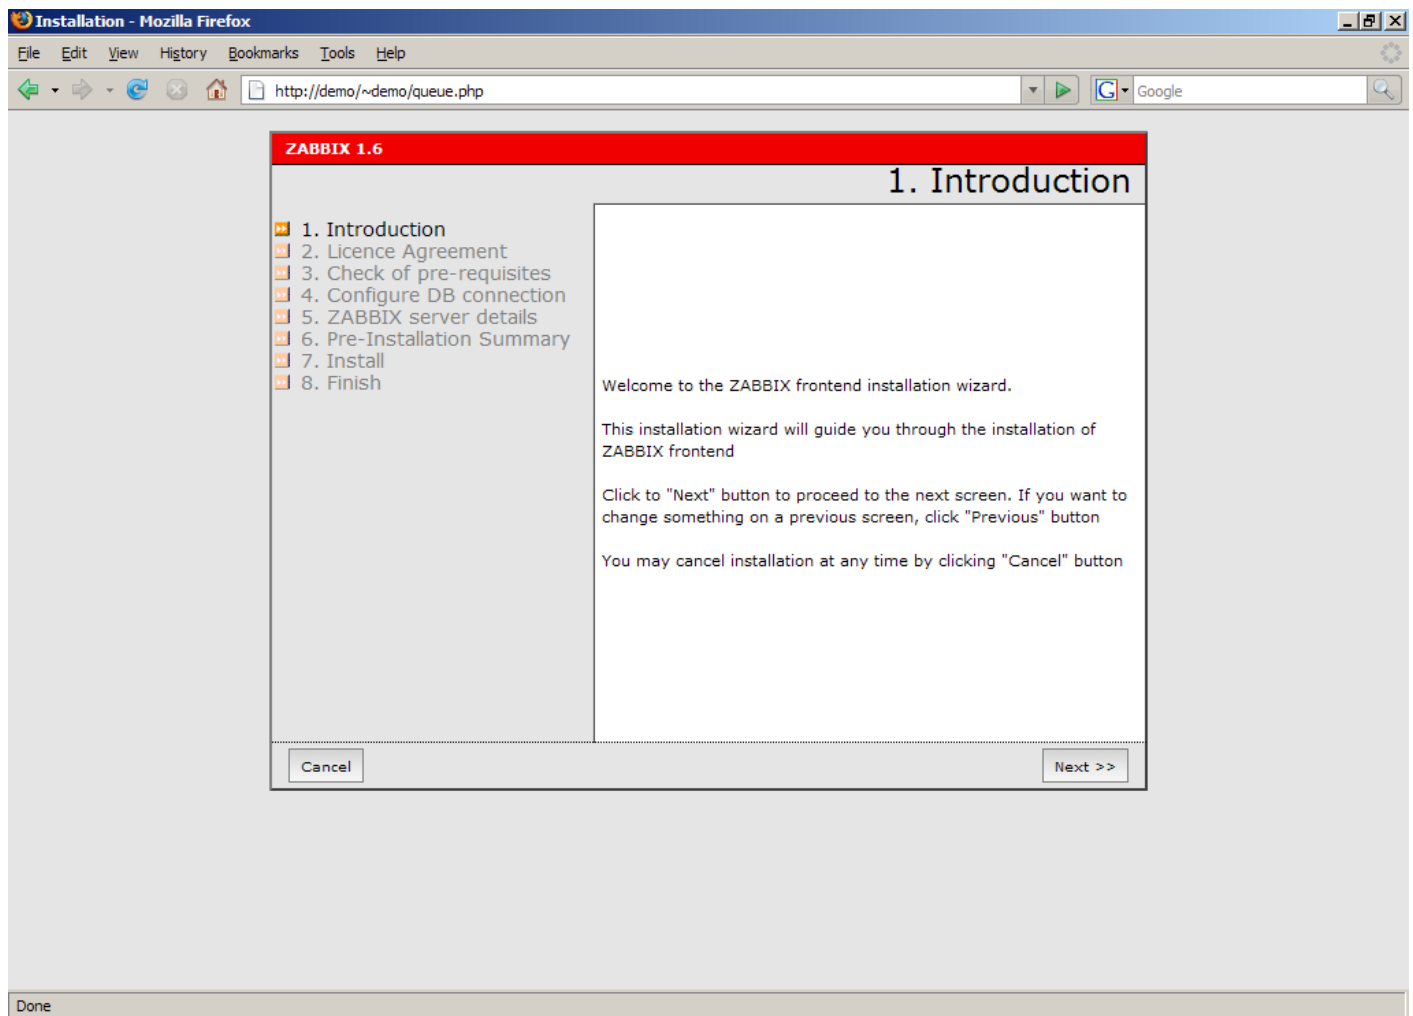 Installation - Mozilla Firefox
File Edit View History Bookmarks Tools Help
http://demo/~demo/queue.php
G
Google
ZABBIX 1.6
1. Introduction
1. Introduction
2. Licence Agreement
3. Check of pre-requisites
4. Configure DB connection
5. ZABBIX server details
6. Pre-Installation Summary
7. Install
8. Finish
Welcome to the ZABBIX frontend installation wizard.
This installation wizard will guide you through the installation of
ZABBIX frontend
Click to "Next" button to proceed to the next screen. If you want to
change something on a previous screen, click "Previous" button
You may cancel installation at any time by clicking "Cancel" button
Cancel
Next >>
Done